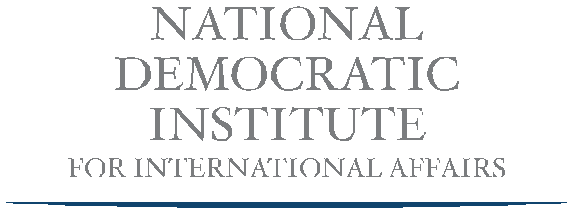 NATIONAL
DEMOCRATIC
INSTITUTE
FOR INTERNATIONAL AFFAIRS